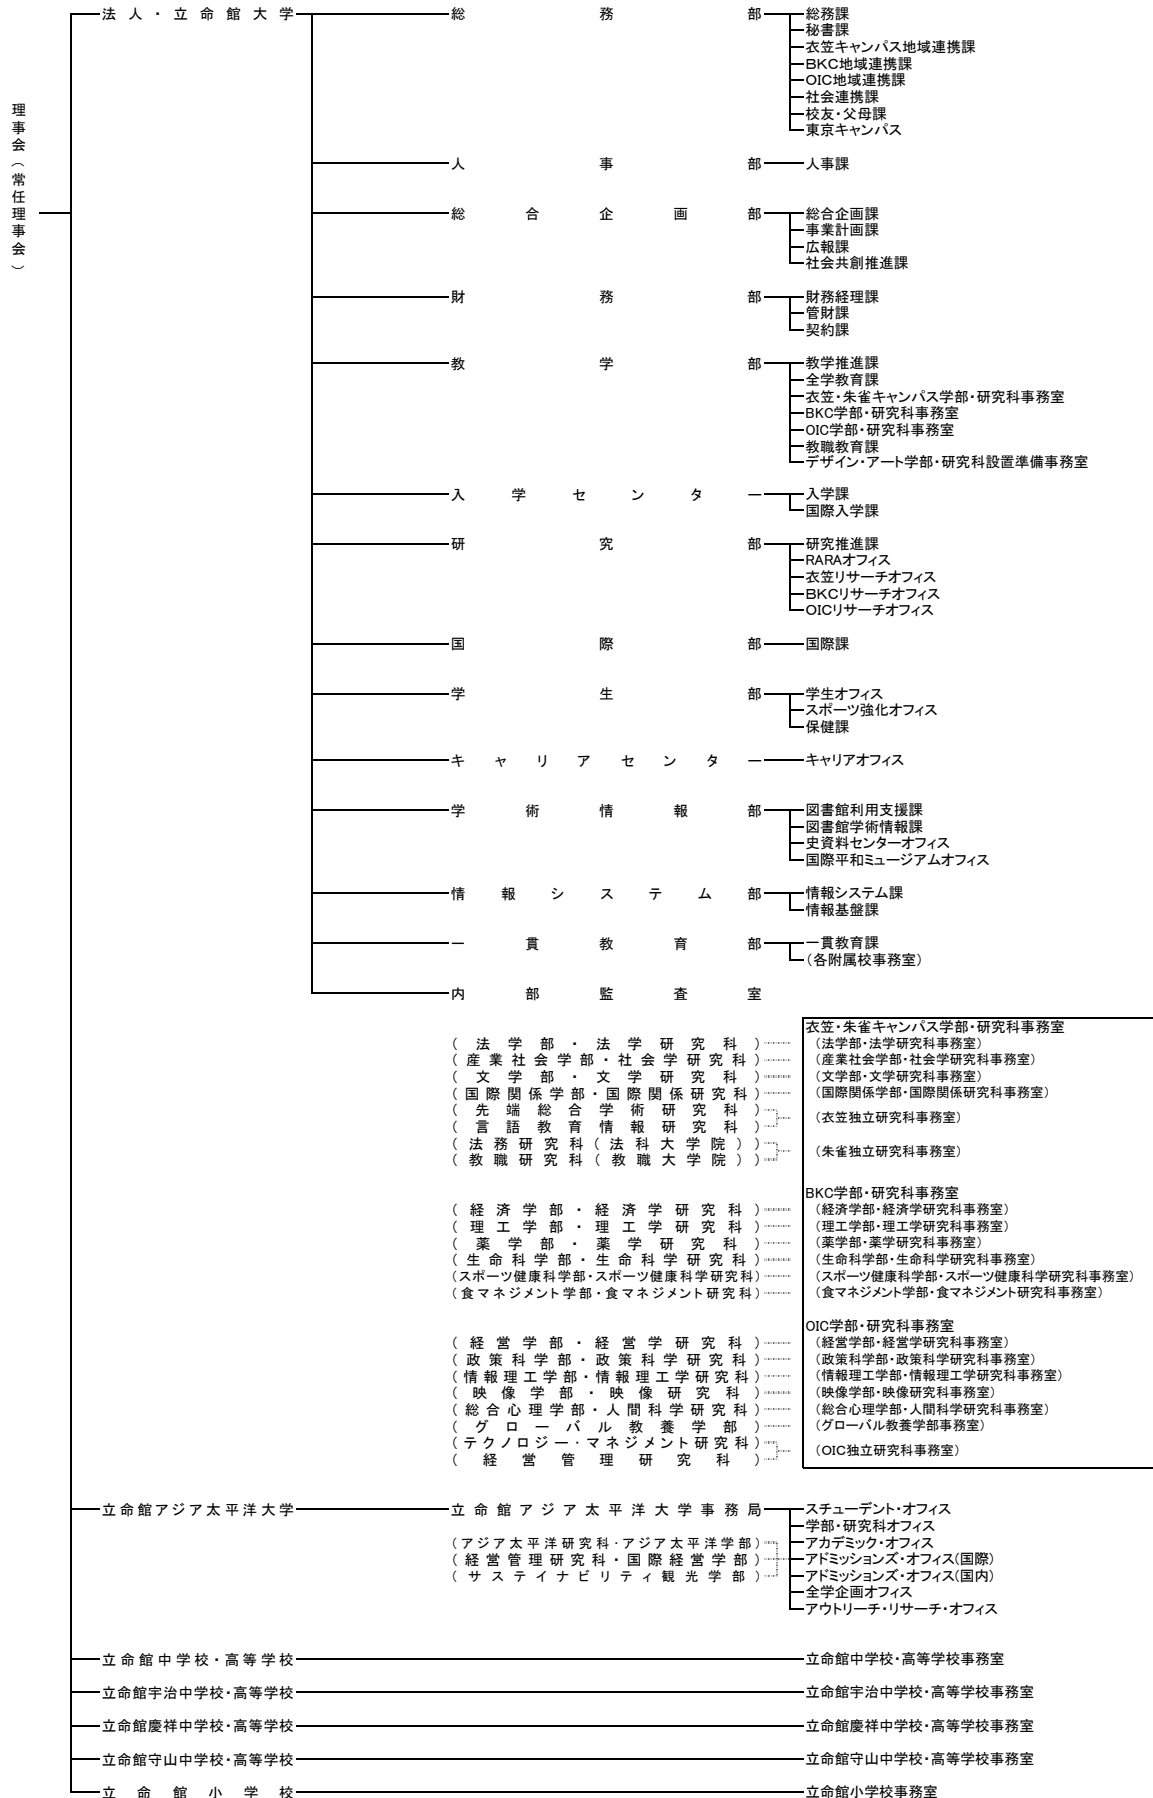 理事会（常任理事会）
法人・立命館大学
総務部
総務課
秘書課
衣笠キャンパス地域連携課
BKC地域連携課
OIC地域連携課
社会連携課
校友・父母課
東京キャンパス
人事部
人事課
総合企画部
総合企画課
事業計画課
広報課
社会共創推進課
財務部
財務経理課
管財課
契約課
教学部
教学推進課
全学教育課
衣笠・朱雀キャンパス学部・研究科事務室
BKC学部・研究科事務室
OIC学部・研究科事務室
教職教育課
デザイン・アート学部・研究科設置準備事務室
入学センター
入学課
国際入学課
研究部
研究推進課
RARAオフィス
衣笠リサーチオフィス
BKCリサーチオフィス
OICリサーチオフィス
国際部
国際課
学生部
学生オフィス
スポーツ強化オフィス
保健課
キャリアセンター
キャリアオフィス
学術情報部
図書館利用支援課
図書館学術情報課
史資料センターオフィス
国際平和ミュージアムオフィス
情報システム部
情報システム課
情報基盤課
一貫教育部
一貫教育課
（各附属校事務室）
内部監査室
衣笠・朱雀キャンパス学部・研究科事務室
（法学部・法学研究科）
（法学部・法学研究科事務室）
（産業社会学部・社会学研究科）
（産業社会学部・社会学研究科事務室）
（文学部・文学研究科）
（文学部・文学研究科事務室）
（国際関係学部・国際関係研究科）
（国際関係学部・国際関係研究科事務室）
（先端総合学術研究科）
（言語教育情報研究科）
（衣笠独立研究科事務室）
（法務研究科（法科大学院））
（教職研究科（教職大学院））
（朱雀独立研究科事務室）
BKC学部・研究科事務室
（経済学部・経済学研究科）
（経済学部・経済学研究科事務室）
（理工学部・理工学研究科）
（理工学部・理工学研究科事務室）
（薬学部・薬学研究科）
（薬学部・薬学研究科事務室）
（生命科学部・生命科学研究科）
（生命科学部・生命科学研究科事務室）
（スポーツ健康科学部・スポーツ健康科学研究科）
（スポーツ健康科学部・スポーツ健康科学研究科事務室）
（食マネジメント学部・食マネジメント研究科）
（食マネジメント学部・食マネジメント研究科事務室）
OIC学部・研究科事務室
（経営学部・経営学研究科）
（経営学部・経営学研究科事務室）
（政策科学部・政策科学研究科）
（政策科学部・政策科学研究科事務室）
（情報理工学部・情報理工学研究科）
（情報理工学部・情報理工学研究科事務室）
（映像学部・映像研究科）
（映像学部・映像研究科事務室）
（総合心理学部・人間科学研究科）
（総合心理学部・人間科学研究科事務室）
（グローバル教養学部）
（グローバル教養学部事務室）
（テクノロジー・マネジメント研究科）
（経営管理研究科）
（OIC独立研究科事務室）
立命館アジア太平洋大学
立命館アジア太平洋大学事務局
スチューデント・オフィス
学部・研究科オフィス
（アジア太平洋研究科・アジア太平洋学部）
アカデミック・オフィス
（経営管理研究科・国際経営学部）
アドミッションズ・オフィス(国際)
（サステイナビリティ観光学部）
アドミッションズ・オフィス(国内)
全学企画オフィス
アウトリーチ・リサーチ・オフィス
立命館中学校・高等学校
立命館中学校・高等学校事務室
立命館宇治中学校・高等学校
立命館宇治中学校・高等学校事務室
立命館慶祥中学校・高等学校
立命館慶祥中学校・高等学校事務室
立命館守山中学校・高等学校
立命館守山中学校・高等学校事務室
立命館小学校
立命館小学校事務室